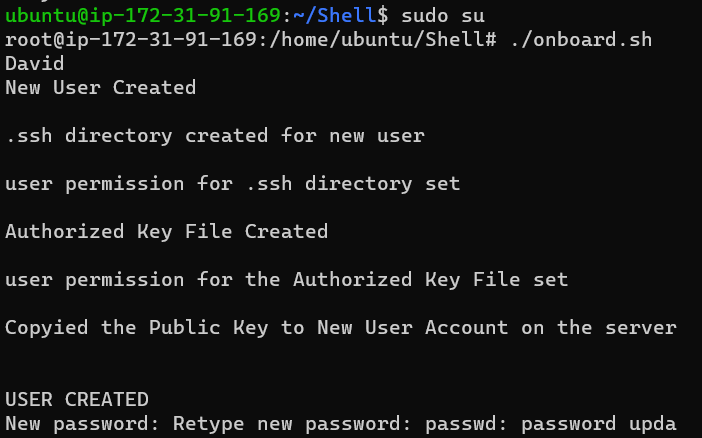 ubuntu@ip-172-31-91-169:~/Shell$ sudo su
root@ip-172-31-91-169:/home/ubuntu/Shell# ./onboard.sh
David
New User Created
.ssh directory created for new user
user permission for .ssh directory set
Authorized Key File Created
user permission for the Authorized Key File set
Copyied the Public Key to New User Account on the server
USER CREATED
New password: Retype new password: passwd: password upda